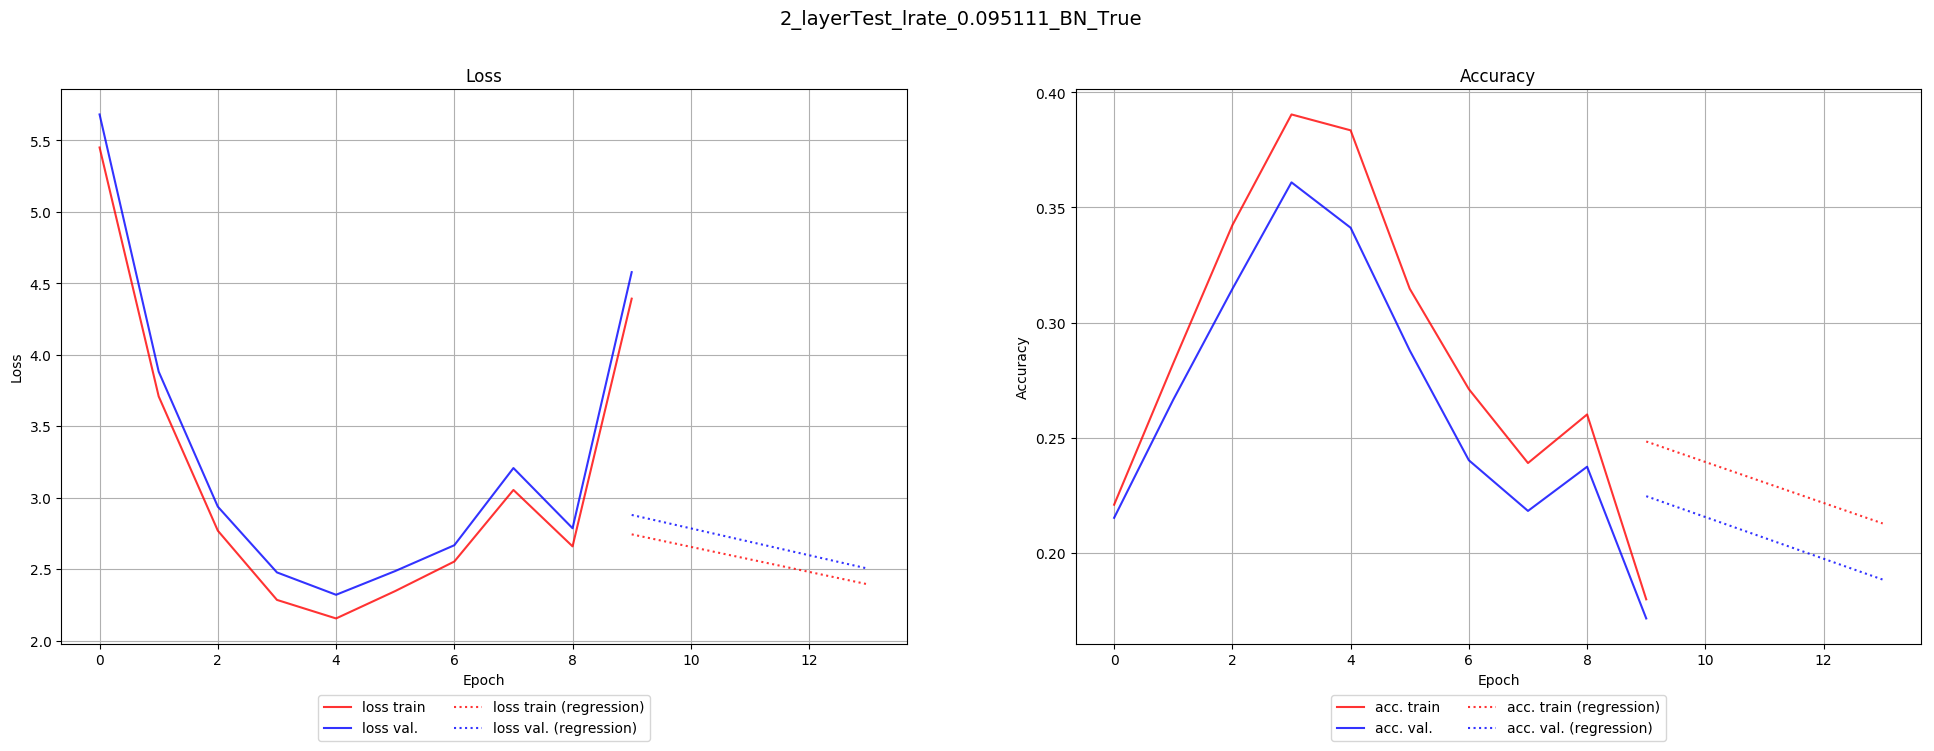 2_layerTest_lrate_0.095111_BN_True
Loss
5.5
5.0
4.5
4.0
3.5
3.0
2.5
2.0
Loss
0 2 4 6 8 10 12
Epoch
loss train
loss val.
loss train (regression)
loss val. (regression)
Accuracy
0.40
0.35
0.30
0.25
0.20
Accuracy
0 2 4 6 8 10 12
Epoch
acc. train
acc. val.
acc. train (regression)
acc. val. (regression)